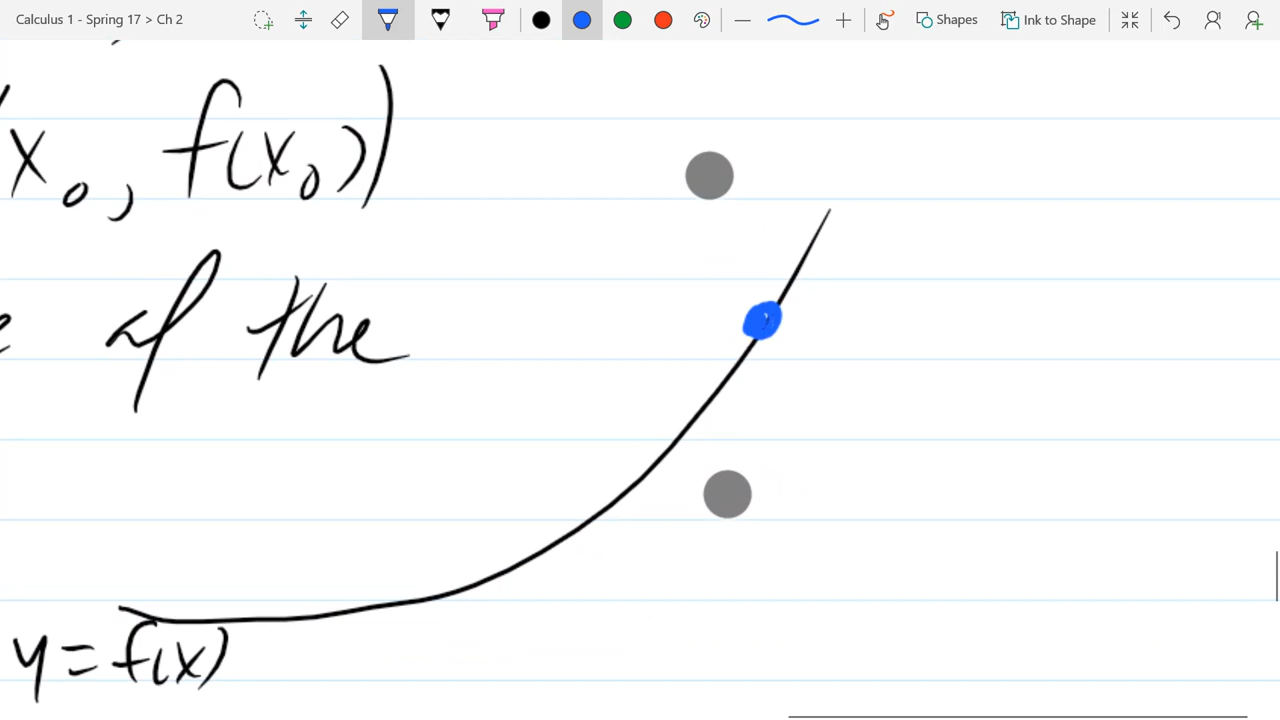 Calculus 1 - Spring 17 > Ch 2
Shapes
Ink to Shape
x₀, f(x₀))
of the
y = f(x)